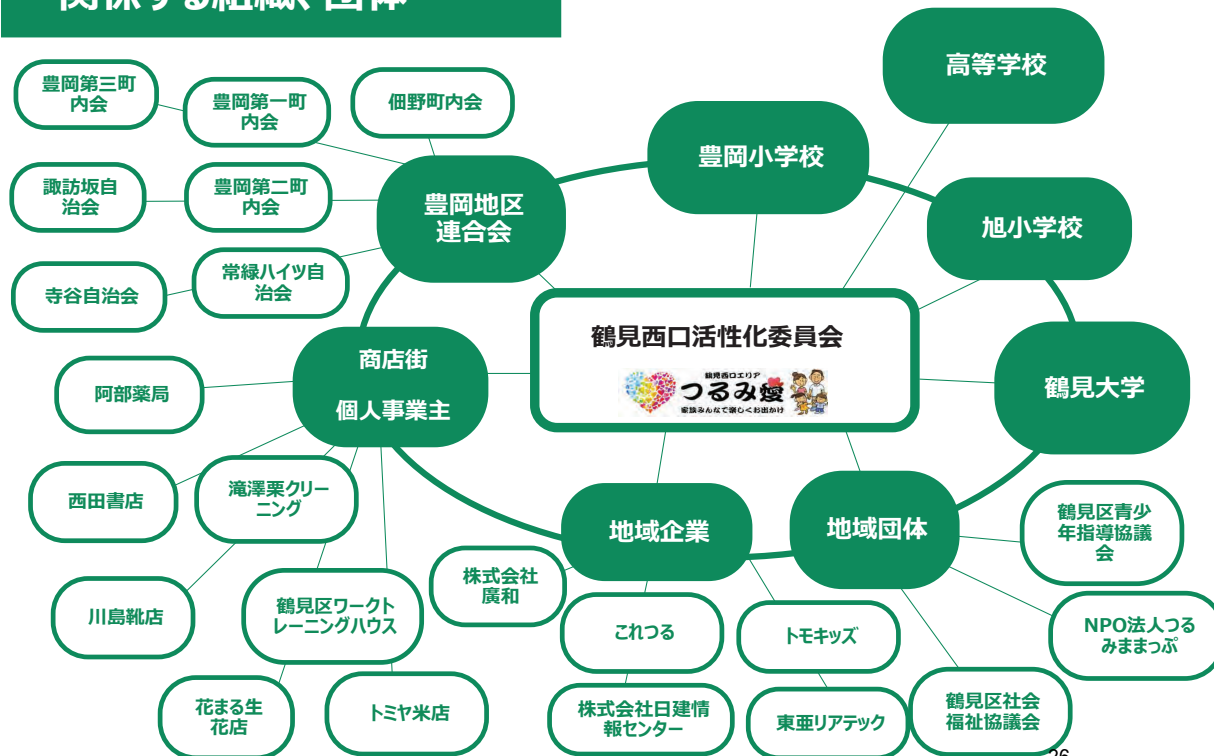 関係する組織、団体
高等学校
豊岡第三町
内会
豊岡第一町
内会
佃野町内会
豊岡小学校
諏訪坂自
治会
豊岡第二町
内会
豊岡地区
連合会
旭小学校
寺谷自治会
常緑ハイツ自
治会
鶴見西口活性化委員会
鶴見西口エリア
つるみ愛
家族みんなで楽しくお出かけ
商店街
個人事業主
鶴見大学
阿部薬局
西田書店
滝澤栗クリー
ニング
地域企業
地域団体
鶴見区青少
年指導協議
会
川島靴店
鶴見区ワークト
レーニングハウス
株式会社
廣和
これつる
トモキッズ
NPO法人つる
みままっぷ
花まる生
花店
トミヤ米店
株式会社日建情
報センター
東亜リアテック
鶴見区社会
福祉協議会
26